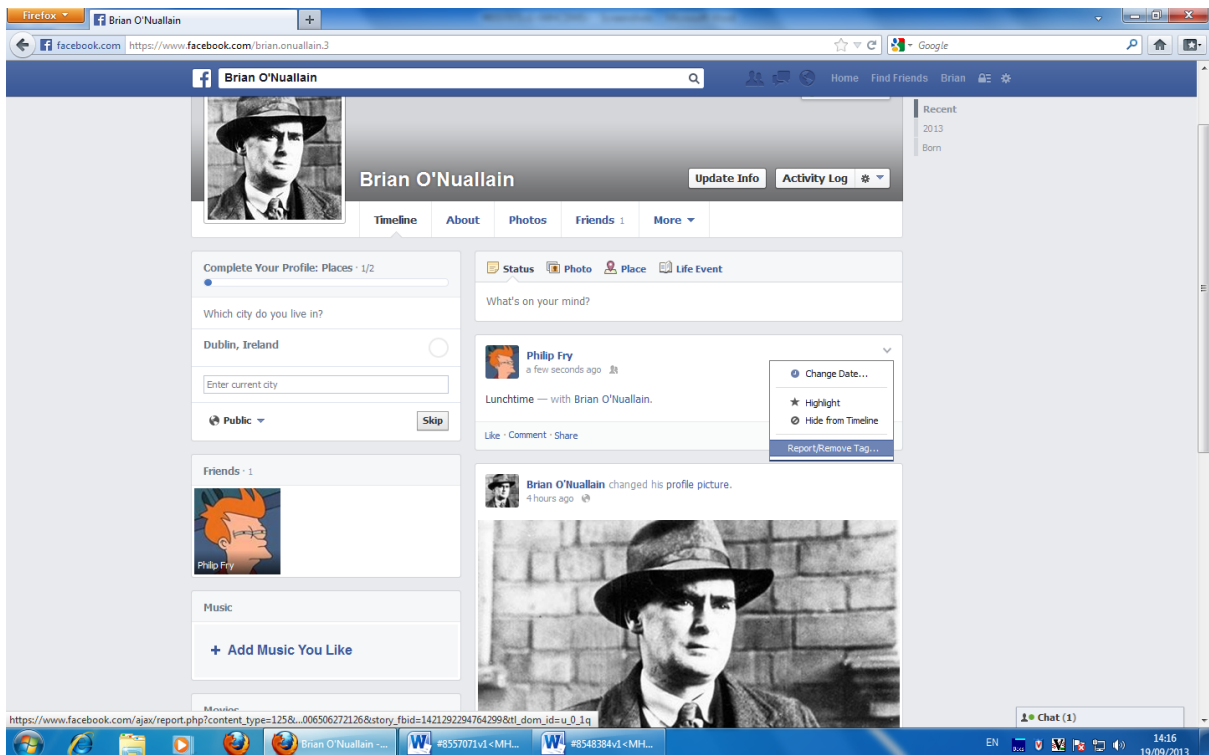 Firefox
Brian O'Nuallain
+
facebook.com https://www.facebook.com/brian.onuallain.3
Google
Brian O'Nuallain
Home Find Friends Brian
Recent
2013
Born
Brian O'Nuallain
Update Info Activity Log
Timeline About Photos Friends 1 More
Complete Your Profile: Places · 1/2
Which city do you live in?
Dublin, Ireland
Enter current city
Public Skip
Friends · 1
Philip Fry
Music
+ Add Music You Like
Movies
Status Photo Place Life Event
What's on your mind?
Philip Fry
a few seconds ago
Lunchtime — with Brian O'Nuallain.
Like · Comment · Share
Change Date...
Highlight
Hide from Timeline
Report/Remove Tag...
Brian O'Nuallain changed his profile picture.
4 hours ago
https://www.facebook.com/ajax/report.php?content_type=125&...006506272126&story_fbid=1421292294764299&tl_dom_id=u_0_1q
Chat (1)
Brian O'Nuallain -...
#8557071v1<MH...
#8548384v1<MH...
EN
14:16
19/09/2013